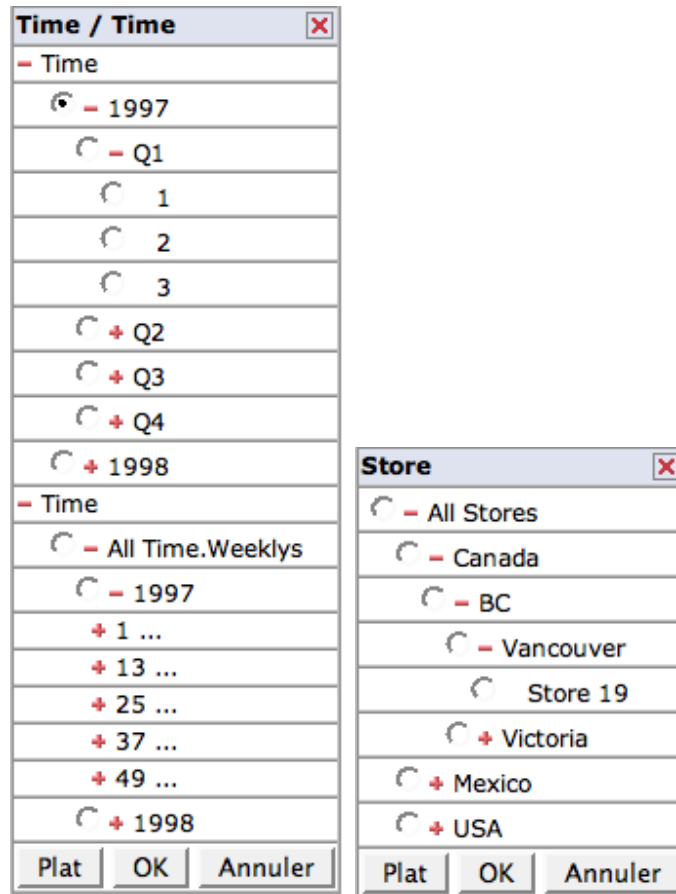 Time / Time
Time
1997
Q1
1
2
3
Q2
Q3
Q4
1998
Time
All Time.Weeklys
1997
1 ...
13 ...
25 ...
37 ...
49 ...
1998
Plat OK Annuler
Store
All Stores
Canada
BC
Vancouver
Store 19
Victoria
Mexico
USA
Plat OK Annuler